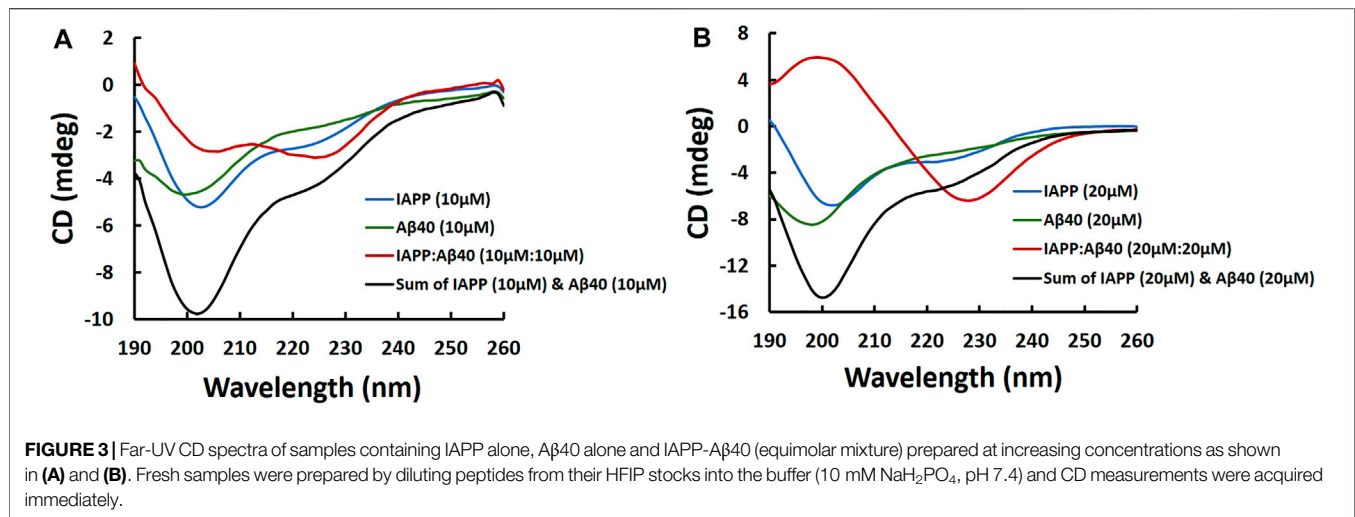 A
2
0
-2
-4
-6
-8
-10
CD (mdeg)
190 200 210 220 230 240 250 260
Wavelength (nm)
IAPP (10μM)
Aβ40 (10μM)
IAPP:Aβ40 (10μM:10μM)
Sum of IAPP (10μM) & Aβ40 (10μM)
B
8
4
0
-4
-8
-12
-16
CD (mdeg)
190 200 210 220 230 240 250 260
Wavelength (nm)
IAPP (20μM)
Aβ40 (20μM)
IAPP:Aβ40 (20μM:20μM)
Sum of IAPP (20μM) & Aβ40 (20μM)
FIGURE 3 | Far-UV CD spectra of samples containing IAPP alone, Aβ40 alone and IAPP-Aβ40 (equimolar mixture) prepared at increasing concentrations as shown
in (A) and (B). Fresh samples were prepared by diluting peptides from their HFIP stocks into the buffer (10 mM NaH₂PO₄, pH 7.4) and CD measurements were acquired
immediately.